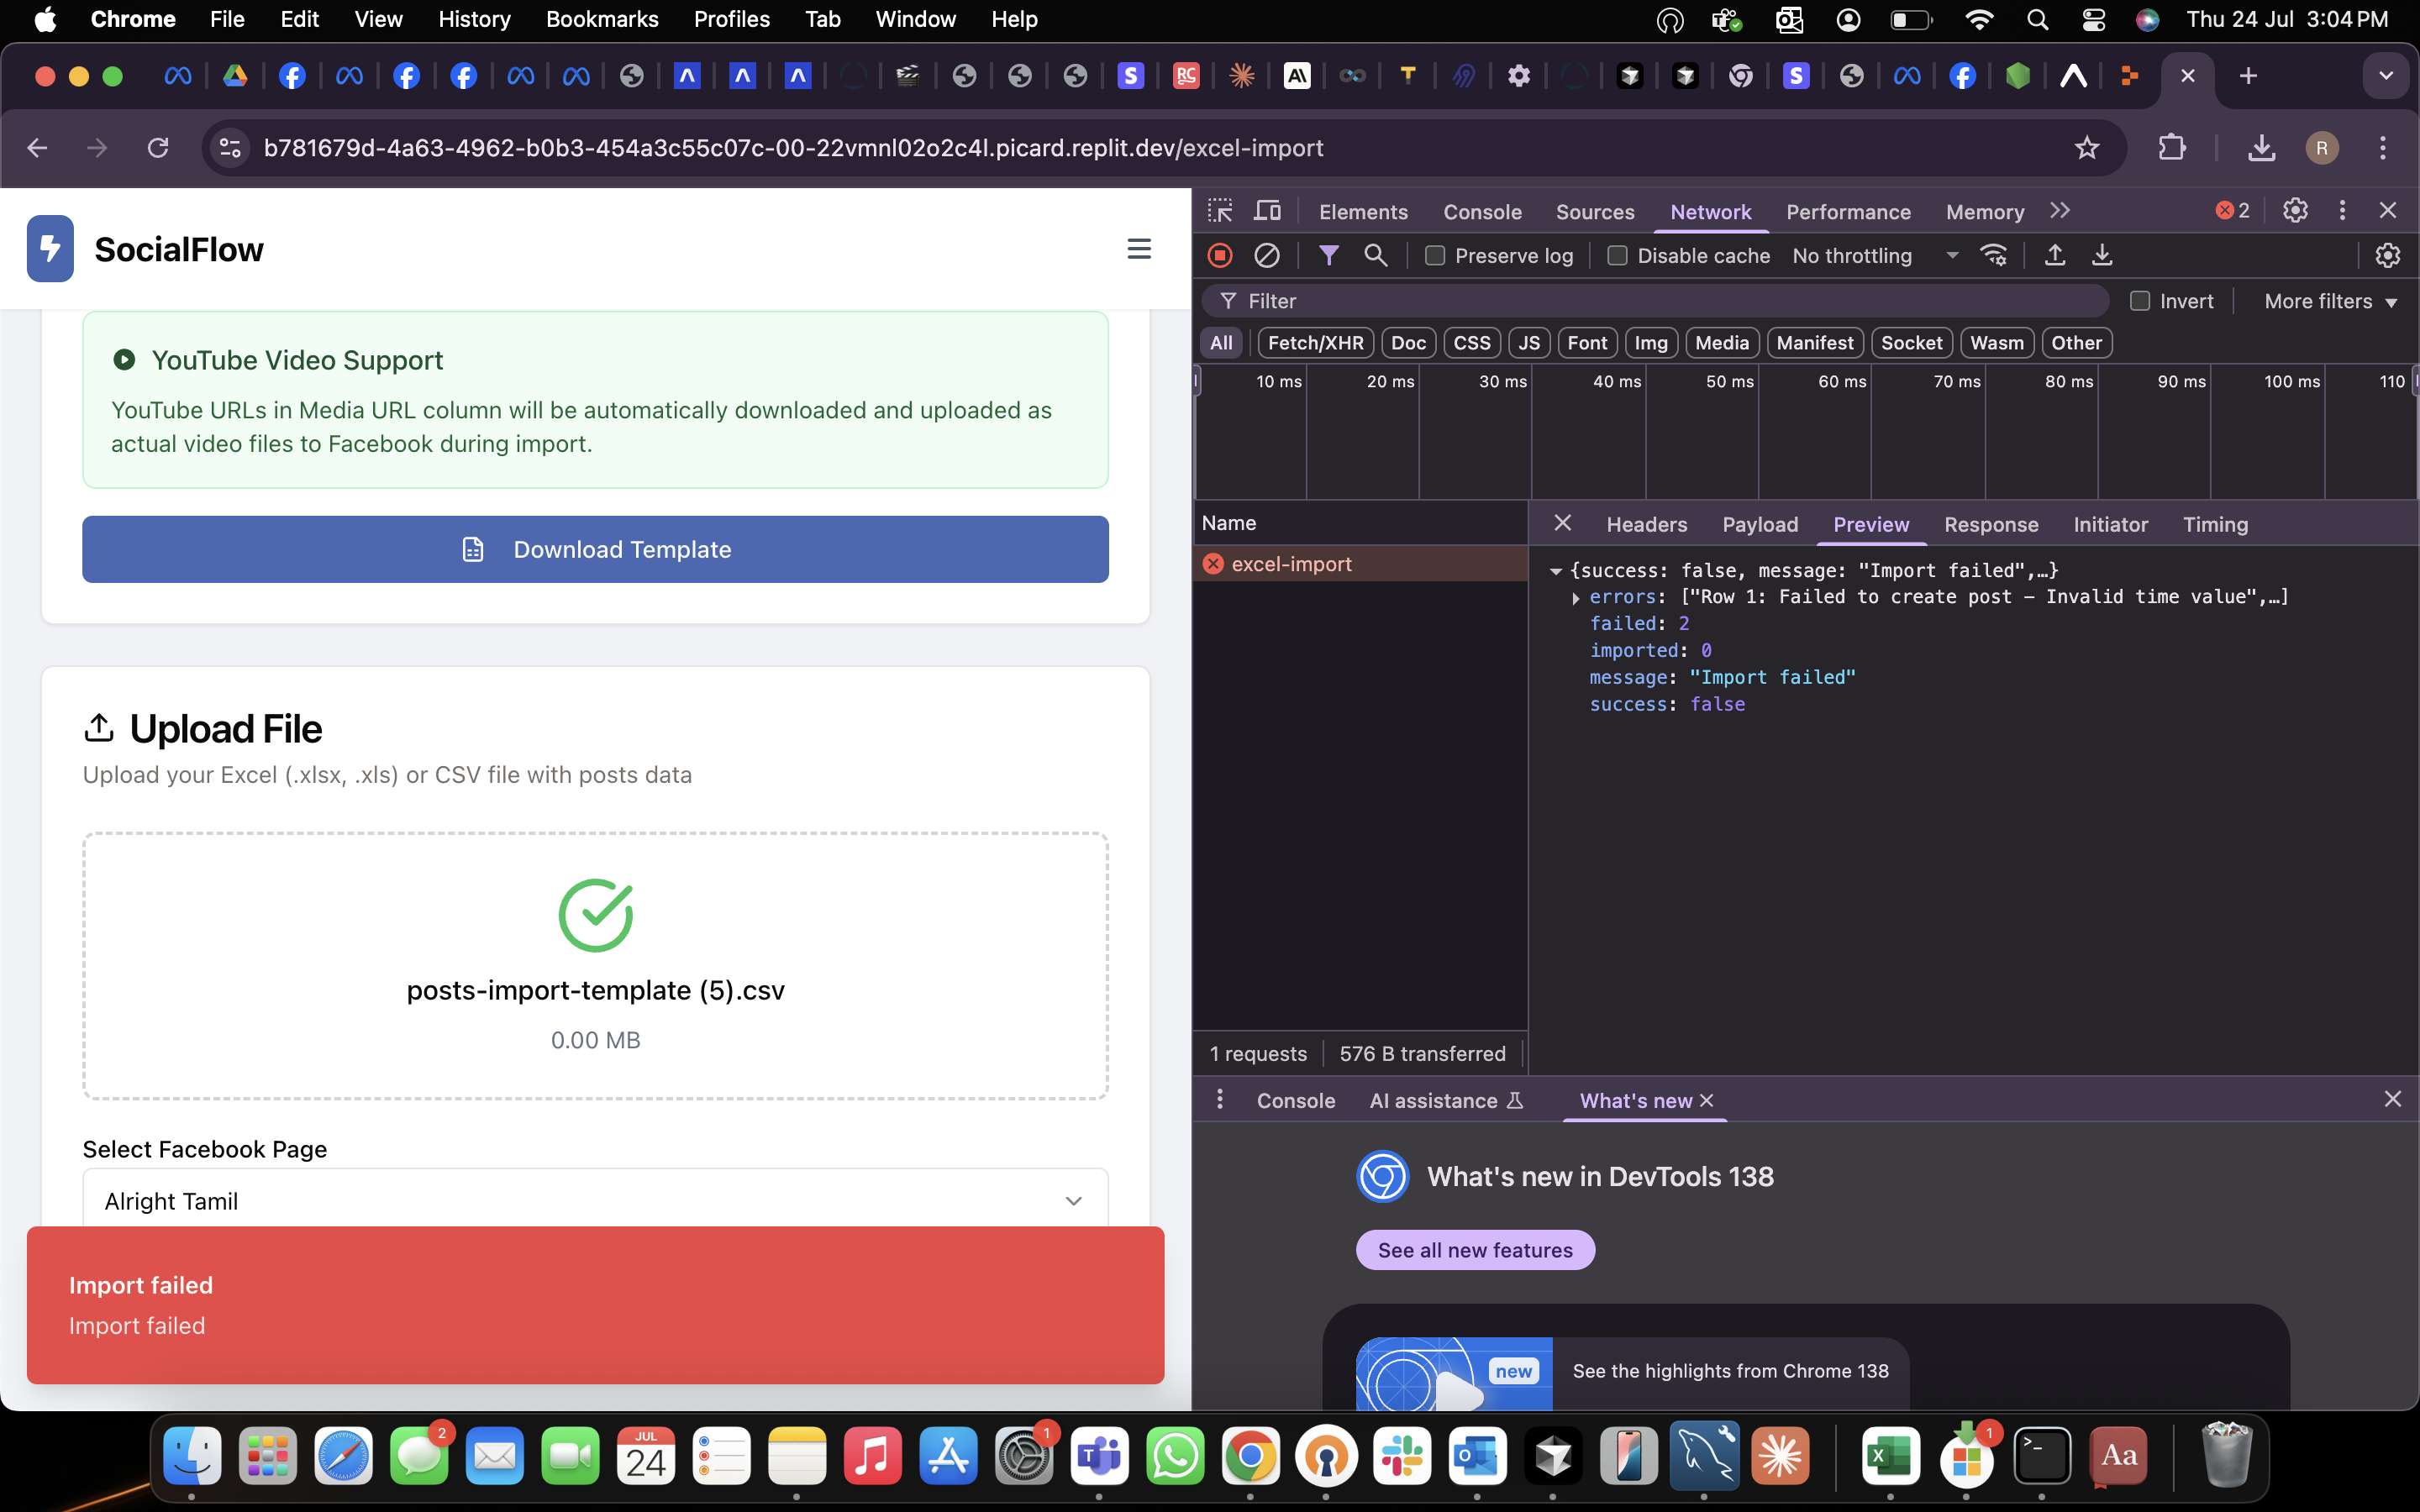 Chrome File Edit View History Bookmarks Profiles Tab Window Help Thu 24 Jul 3:04 PM
b781679d-4a63-4962-b0b3-454a3c55c07c-00-22vmnl02o2c4l.picard.replit.dev/excel-import R
SocialFlow
YouTube Video Support
YouTube URLs in Media URL column will be automatically downloaded and uploaded as
actual video files to Facebook during import.
Download Template
Upload File
Upload your Excel (.xlsx, .xls) or CSV file with posts data
posts-import-template (5).csv
0.00 MB
Select Facebook Page
Alright Tamil
Import failed
Import failed
Elements Console Sources Network Performance Memory 2
Preserve log Disable cache No throttling
Filter Invert More filters
All Fetch/XHR Doc CSS JS Font Img Media Manifest Socket Wasm Other
10 ms 20 ms 30 ms 40 ms 50 ms 60 ms 70 ms 80 ms 90 ms 100 ms 110
Name
excel-import
Headers Payload Preview Response Initiator Timing
{success: false, message: "Import failed",…}
errors: ["Row 1: Failed to create post – Invalid time value",…]
failed: 2
imported: 0
message: "Import failed"
success: false
1 requests 576 B transferred
Console AI assistance What's new
What's new in DevTools 138
See all new features
new See the highlights from Chrome 138
2 JUL 24 1 1 Aa